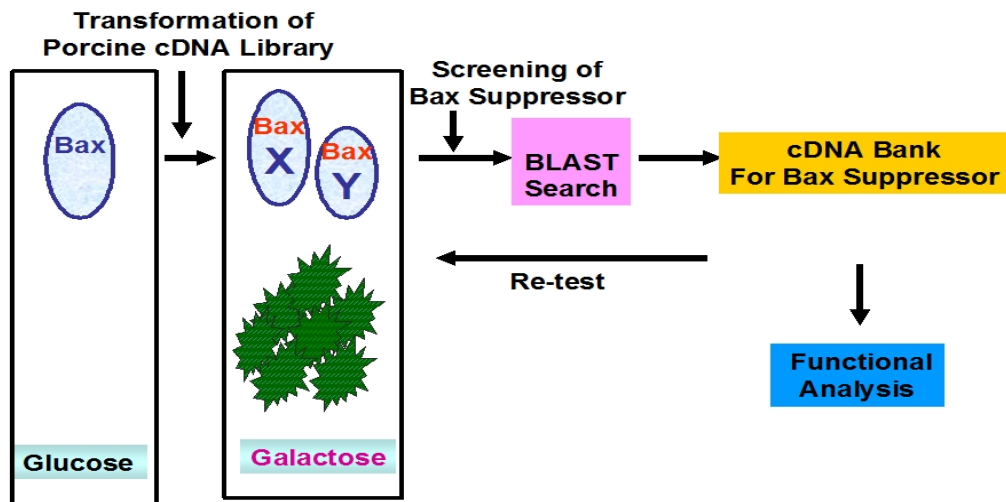 Transformation of
Porcine cDNA Library
Screening of
Bax Suppressor
Bax
Bax
X
Bax
Y
BLAST
Search
cDNA Bank
For Bax Suppressor
Re-test
Functional
Analysis
Glucose
Galactose